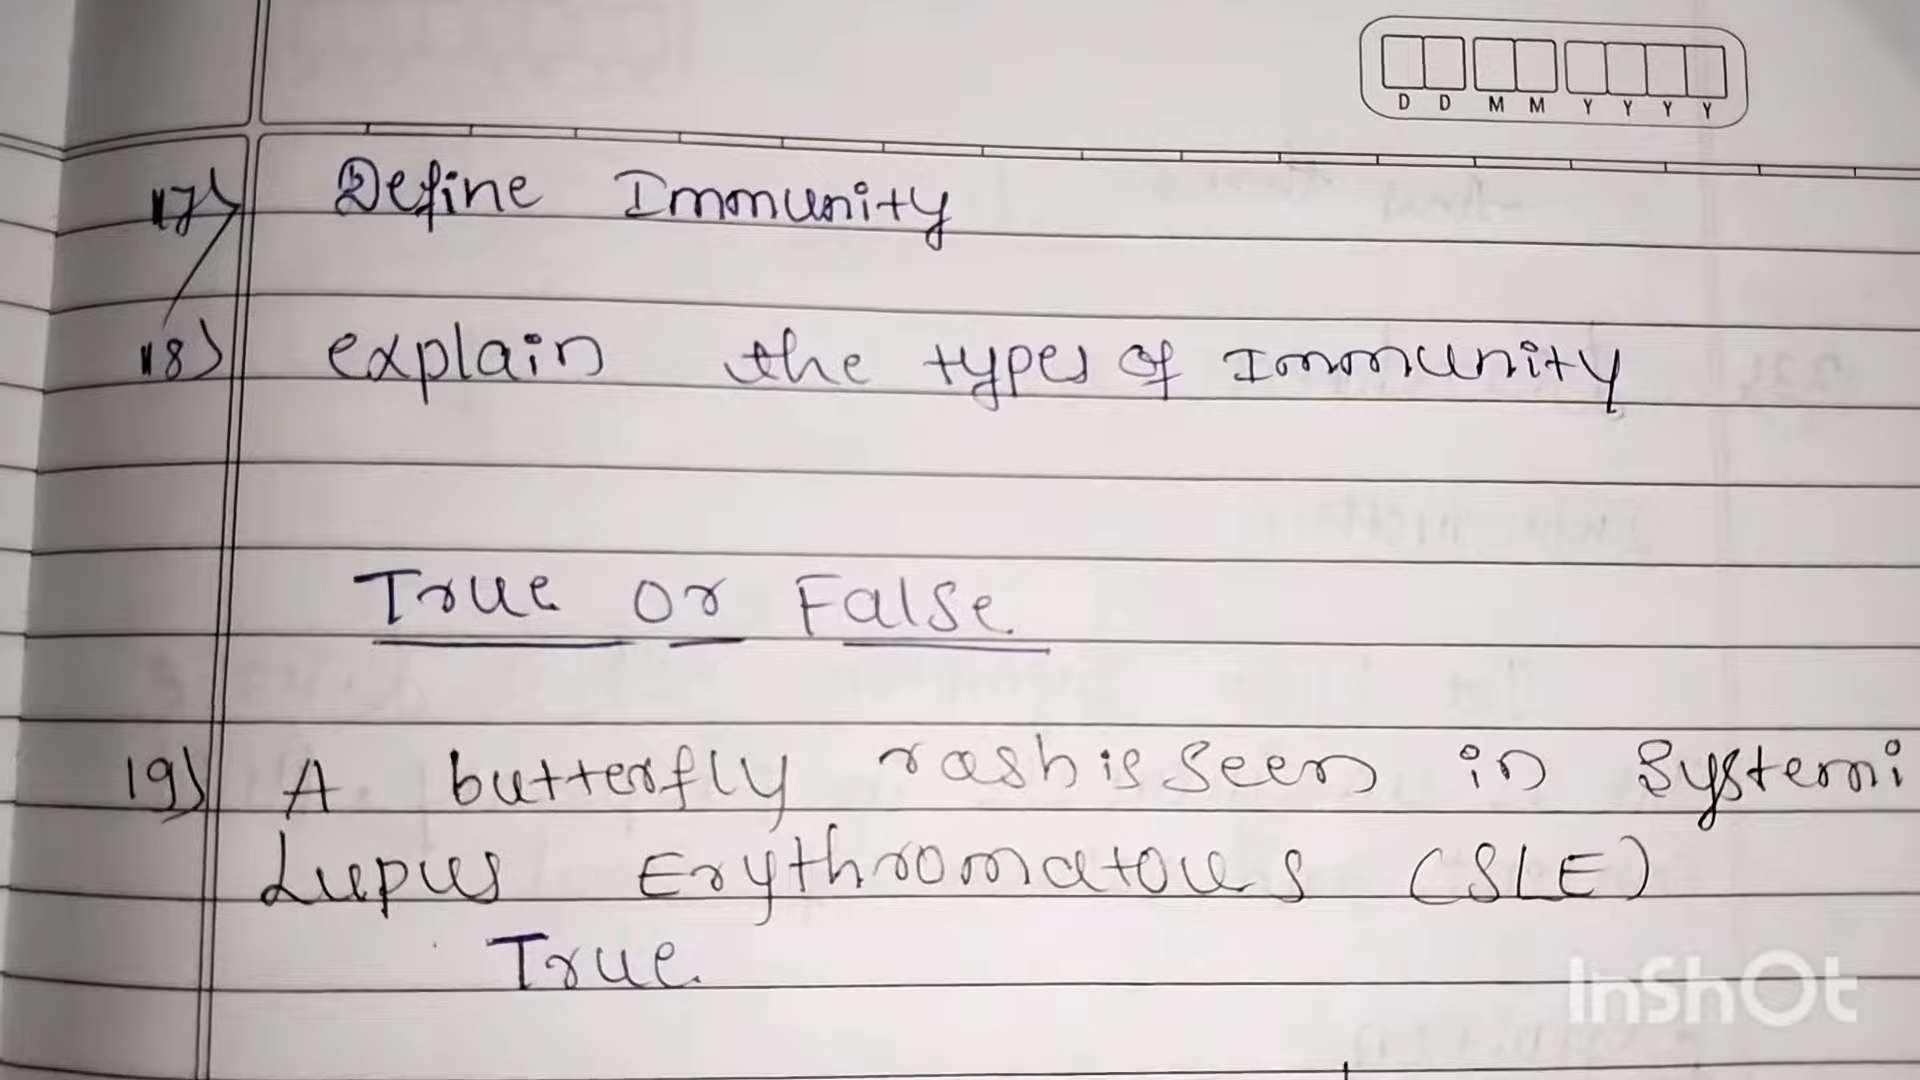 D D M M Y Y Y Y
17) Define Immunity
18) explain the types of Immunity
True or False
19) A butterfly rash is seen in Systemi
Lupus Erythromatous (SLE)
True
InShOt